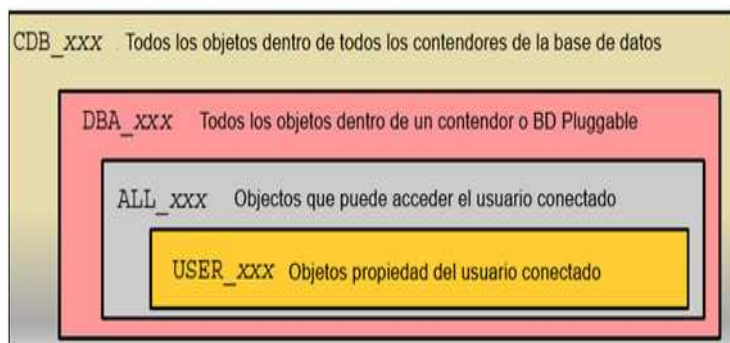 CDB_xxx Todos los objetos dentro de todos los contendores de la base de datos
DBA_xxx Todos los objetos dentro de un contendor o BD Pluggable
ALL_xxx Objectos que puede acceder el usuario conectado
USER_xxx Objetos propiedad del usuario conectado